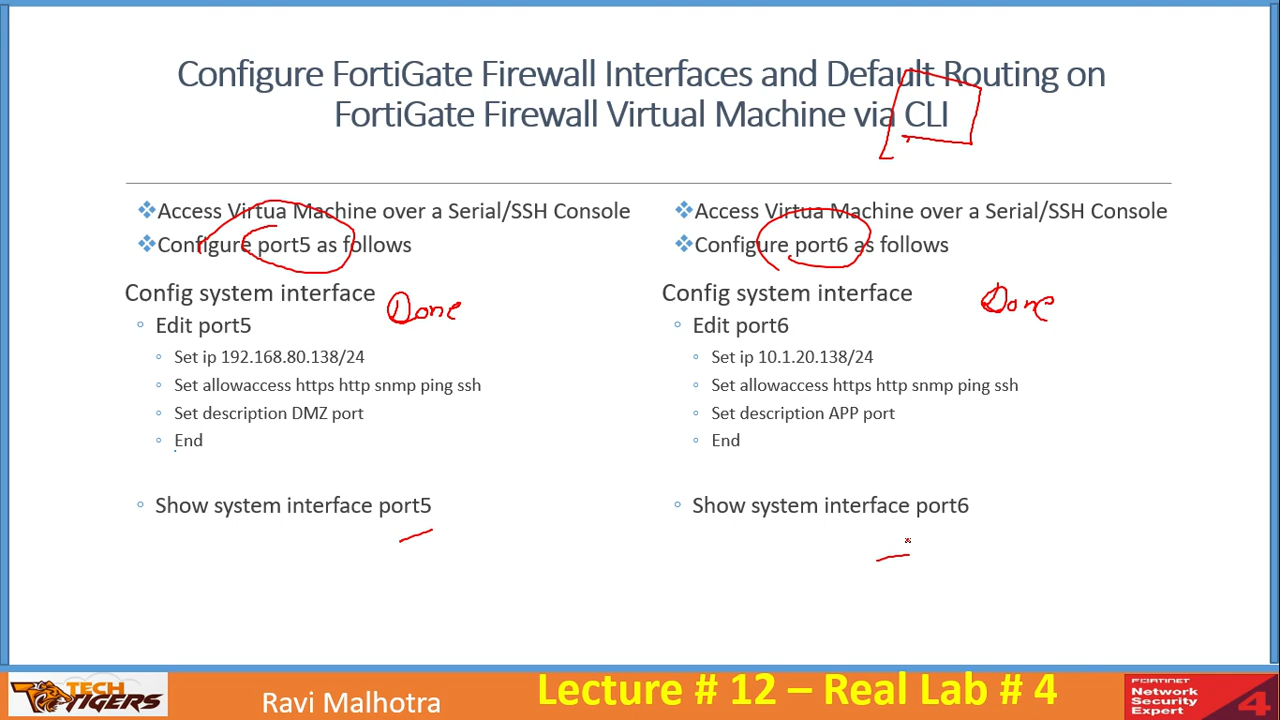 Configure FortiGate Firewall Interfaces and Default Routing on
FortiGate Firewall Virtual Machine via CLI
❖Access Virtua Machine over a Serial/SSH Console
❖Configure port5 as follows
Config system interface
Done
◦ Edit port5
◦ Set ip 192.168.80.138/24
◦ Set allowaccess https http snmp ping ssh
◦ Set description DMZ port
◦ End
◦ Show system interface port5
❖Access Virtua Machine over a Serial/SSH Console
❖Configure port6 as follows
Config system interface
Done
◦ Edit port6
◦ Set ip 10.1.20.138/24
◦ Set allowaccess https http snmp ping ssh
◦ Set description APP port
◦ End
◦ Show system interface port6
TECH
TIGERS
Ravi Malhotra
Lecture # 12 – Real Lab # 4
FORTINET
Network
Security
Expert
4